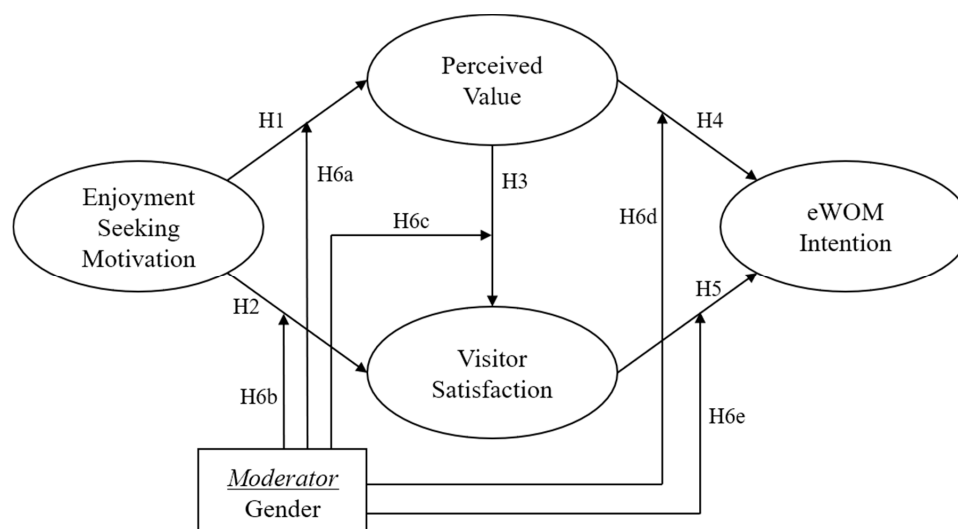 Perceived
Value
H1
H4
H6a
H3
Enjoyment
Seeking
Motivation
H6c
H6d
eWOM
Intention
H2
H5
Visitor
Satisfaction
H6b
H6e
Moderator
Gender